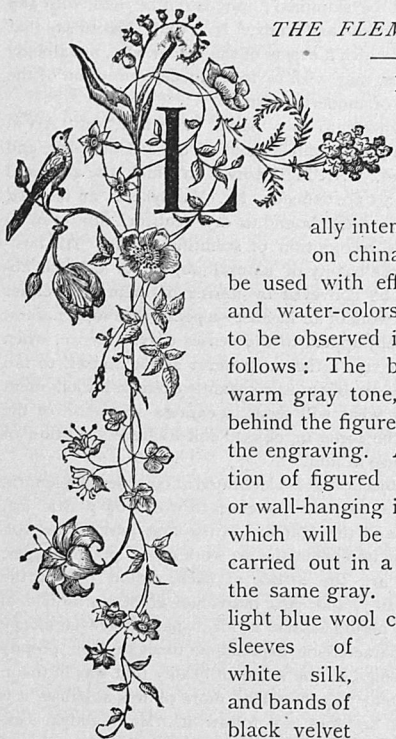 THE FLEM
L
ally inter
on china
be used with eff
and water-colors
to be observed i
follows : The b
warm gray tone,
behind the figure
the engraving. A
tion of figured
or wall-hanging i
which will be
carried out in a
the same gray.
light blue wool c
sleeves of
white silk,
and bands of
black velvet